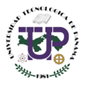 UNIVERSIDAD TECNOLOGICA DE PANAMA
UTP
1981